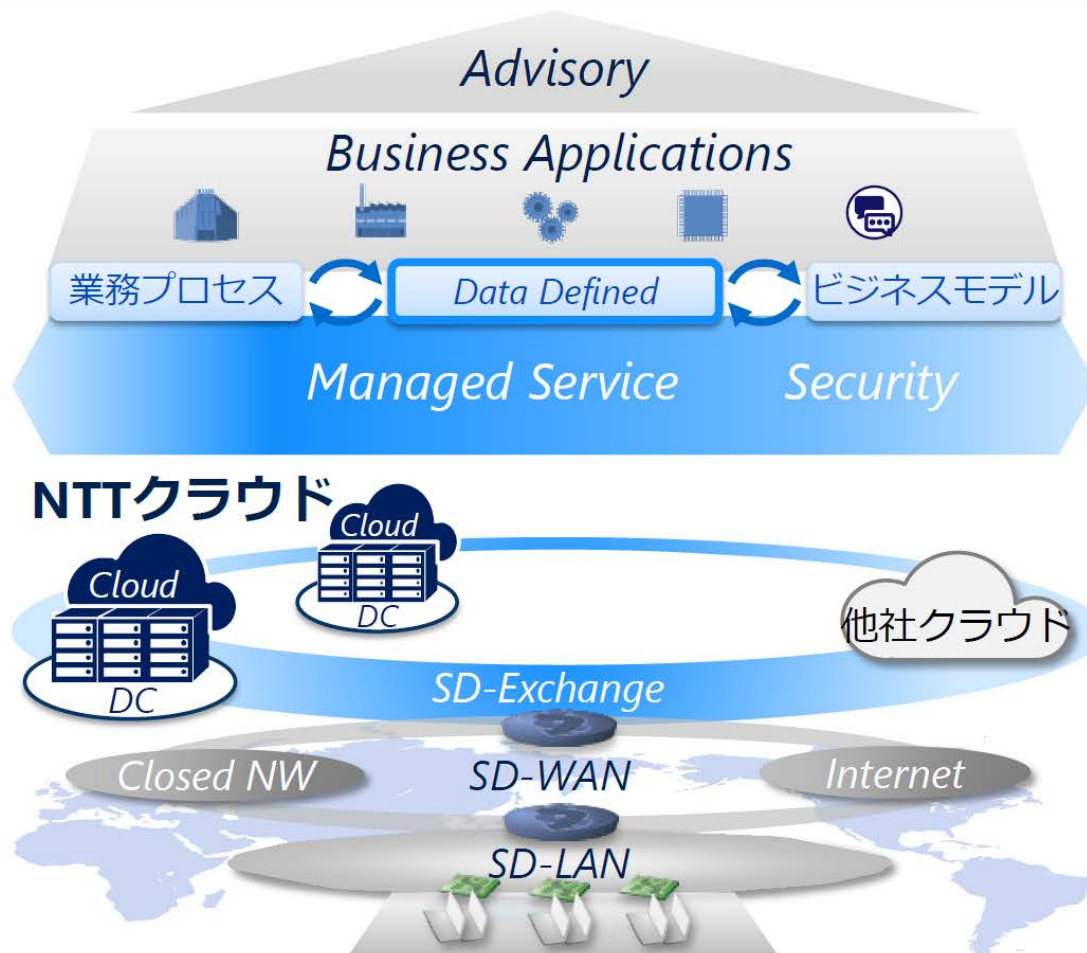 Advisory
Business Applications
業務プロセス
Data Defined
ビジネスモデル
Managed Service
Security
NTTクラウド
Cloud
DC
Cloud
DC
他社クラウド
SD-Exchange
Closed NW
SD-WAN
Internet
SD-LAN